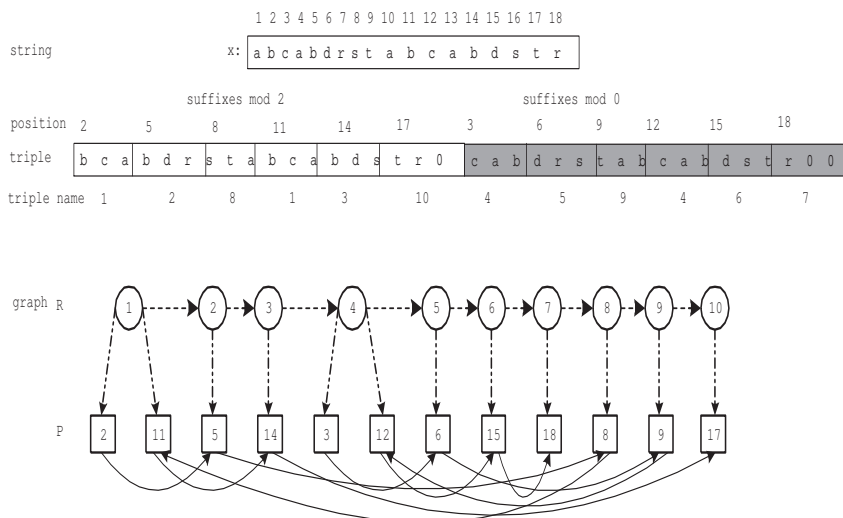 1 2 3 4 5 6 7 8 9 10 11 12 13 14 15 16 17 18
string x: a b c a b d r s t a b c a b d s t r
suffixes mod 2 suffixes mod 0
position 2 5 8 11 14 17 3 6 9 12 15 18
triple b c a b d r s t a b c a b d s t r 0 c a b d r s t a b c a b d s t r 0 0
triple name 1 2 8 1 3 10 4 5 9 4 6 7
graph R 1 2 3 4 5 6 7 8 9 10
P 2 11 5 14 3 12 6 15 18 8 9 17